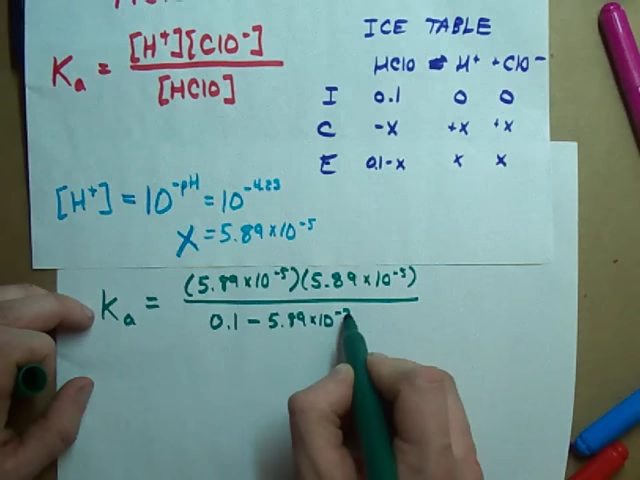 Ka = [H⁺][ClO⁻] / [HClO]
ICE TABLE
HClO ⇌ H⁺ + ClO⁻
I 0.1 0 0
C -x +x +x
E 0.1-x x x
[H⁺] = 10^-pH = 10^-4.23
X = 5.89×10^-5
Ka = (5.89×10^-5)(5.89×10^-5) / 0.1 - 5.89×10^-